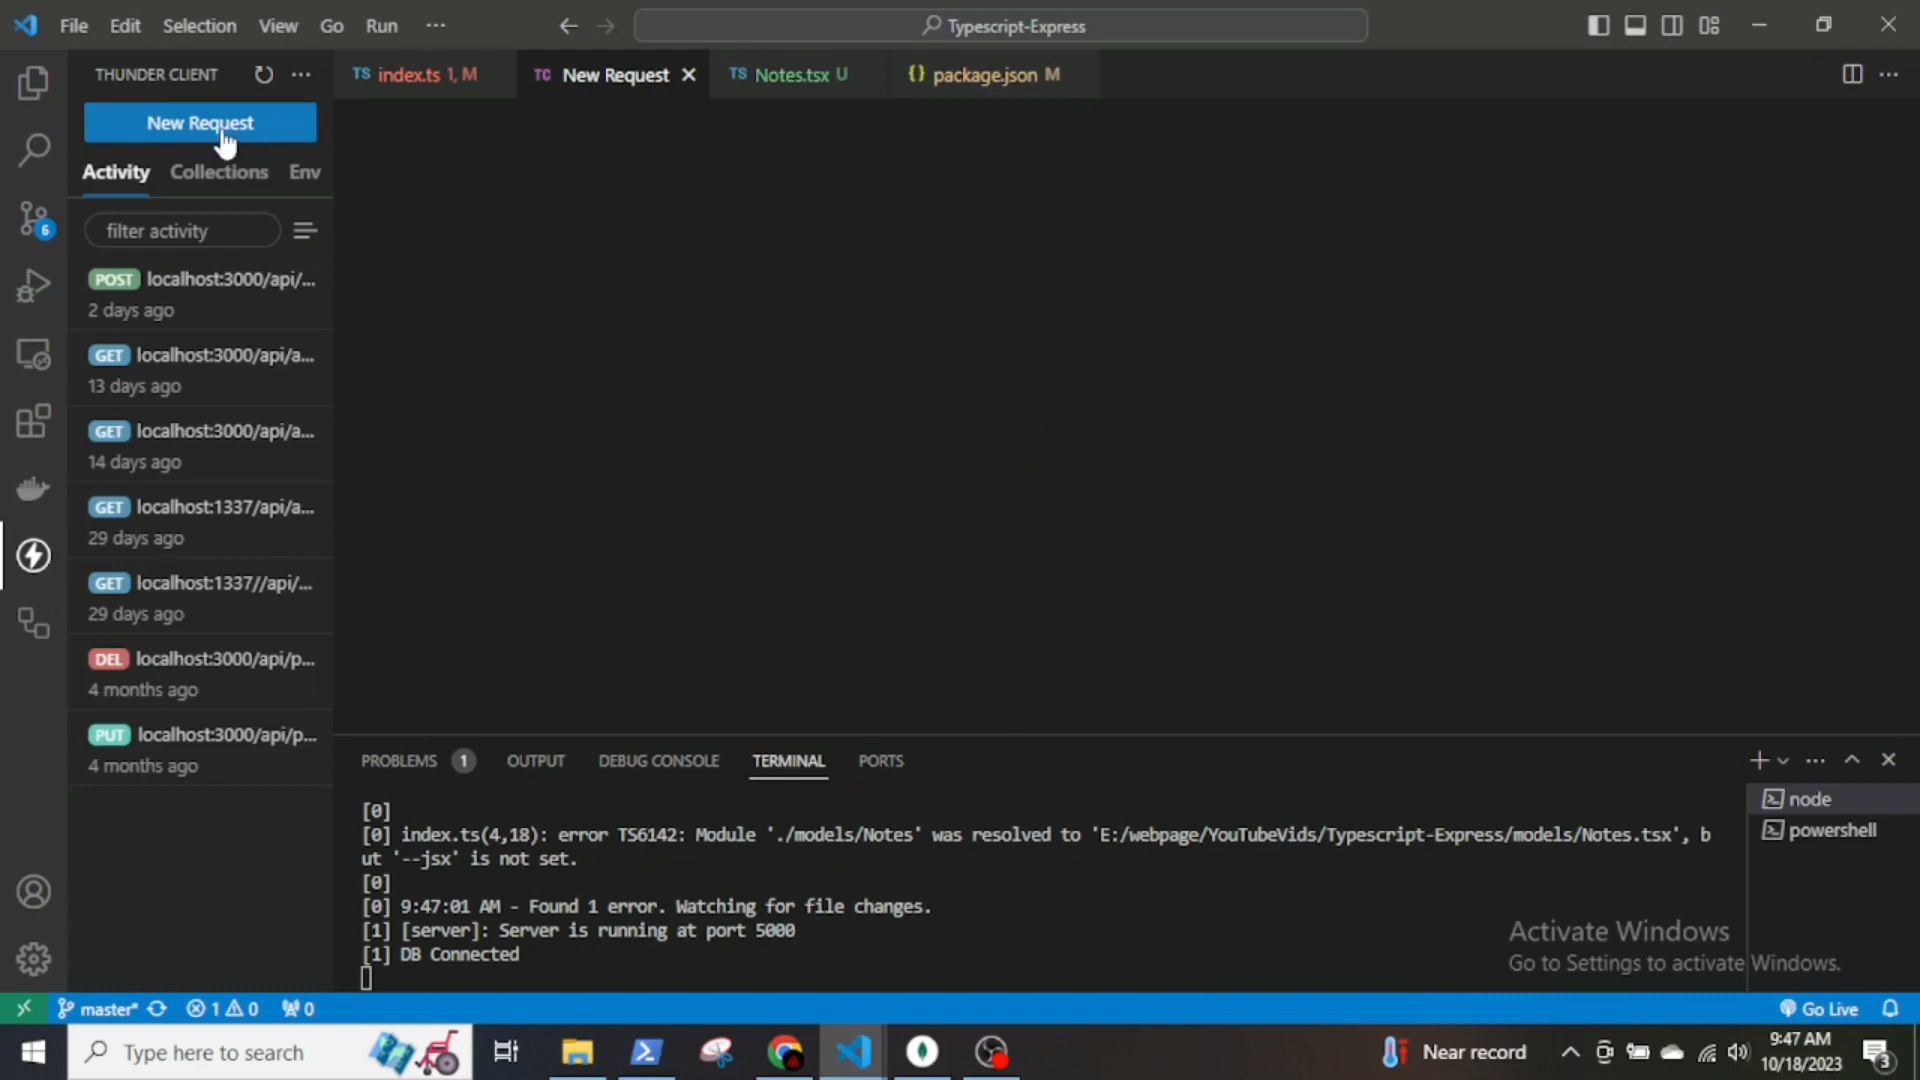 File Edit Selection View Go Run ···
Typescript-Express
THUNDER CLIENT
TS index.ts 1, M
TC New Request
TS Notes.tsx U
{} package.json M
New Request
Activity Collections Env
filter activity
6
POST localhost:3000/api/...
2 days ago
GET localhost:3000/api/a...
13 days ago
GET localhost:3000/api/a...
14 days ago
GET localhost:1337/api/a...
29 days ago
GET localhost:1337//api/...
29 days ago
DEL localhost:3000/api/p...
4 months ago
PUT localhost:3000/api/p...
4 months ago
PROBLEMS 1 OUTPUT DEBUG CONSOLE TERMINAL PORTS
[0]
[0] index.ts(4,18): error TS6142: Module './models/Notes' was resolved to 'E:/webpage/YouTubeVids/Typescript-Express/models/Notes.tsx', b
ut '--jsx' is not set.
[0]
[0] 9:47:01 AM - Found 1 error. Watching for file changes.
[1] [server]: Server is running at port 5000
[1] DB Connected
node
powershell
Activate Windows
Go to Settings to activate Windows.
master* 1 0 0
Go Live
Type here to search
Near record
9:47 AM
10/18/2023
3